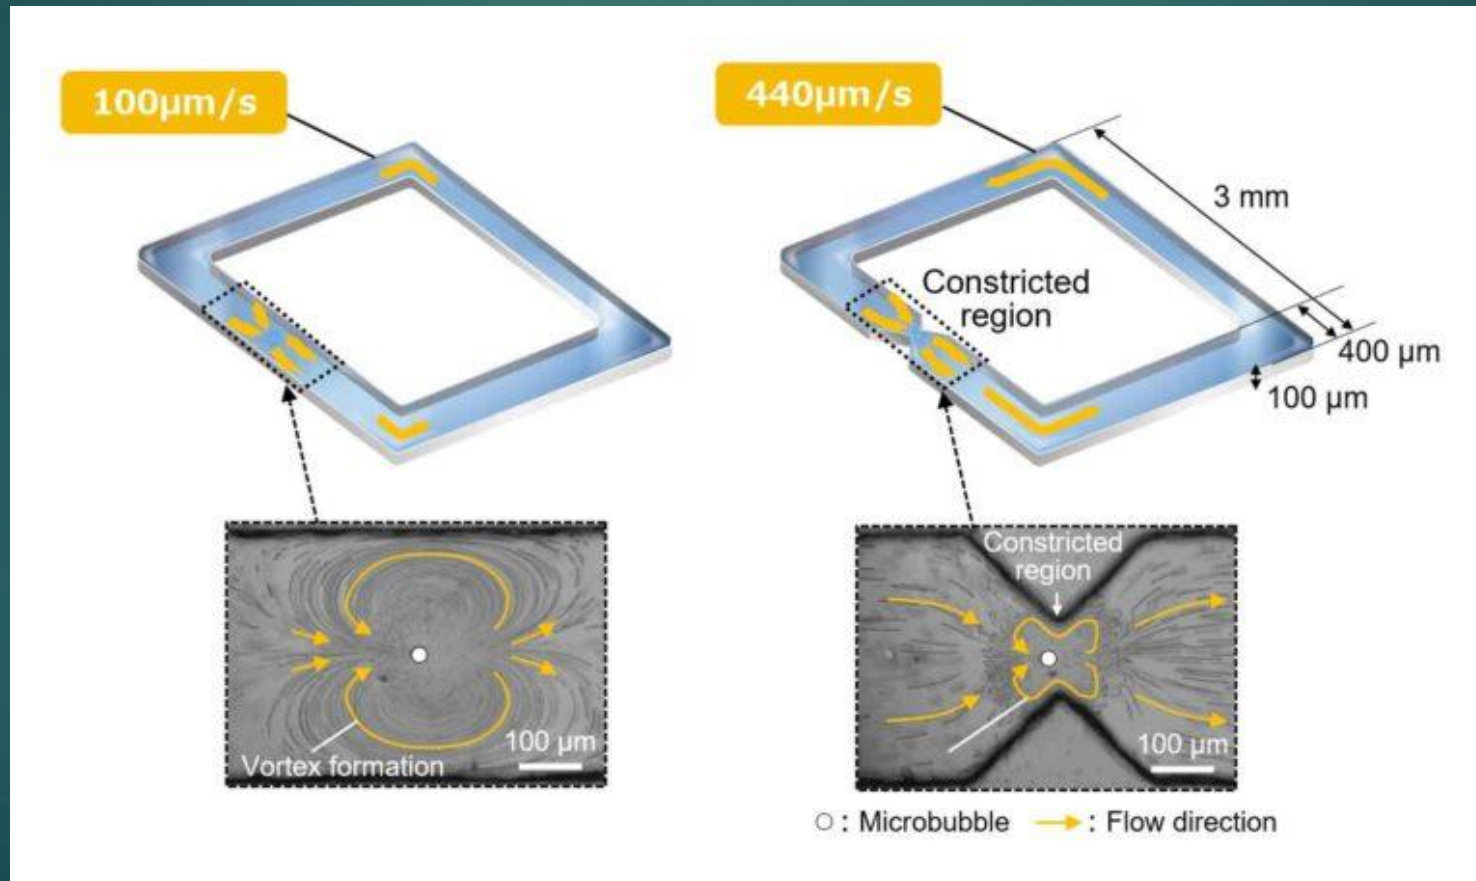 100µm/s
440µm/s
3 mm
Constricted
region
400 µm
100 µm
Constricted
region
100 µm
Vortex formation
100 µm
○ : Microbubble → : Flow direction